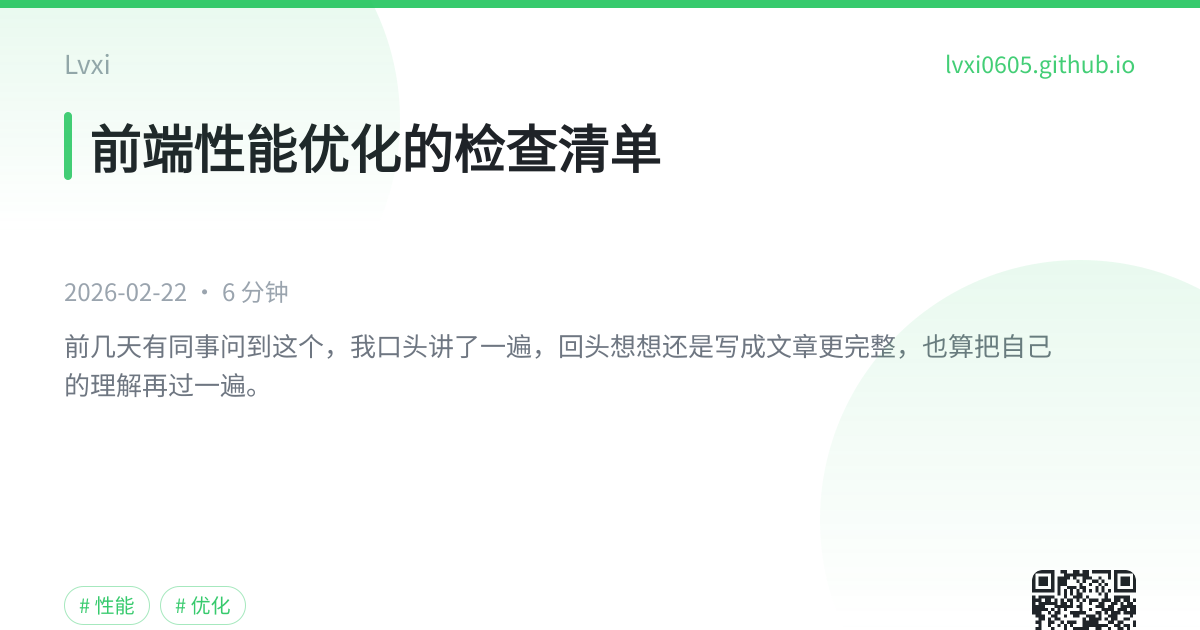 Lvxi
lvxi0605.github.io
前端性能优化的检查清单
2026-02-22 · 6 分钟
前几天有同事问到这个，我口头讲了一遍，回头想想还是写成文章更完整，也算把自己
的理解再过一遍。
# 性能
# 优化